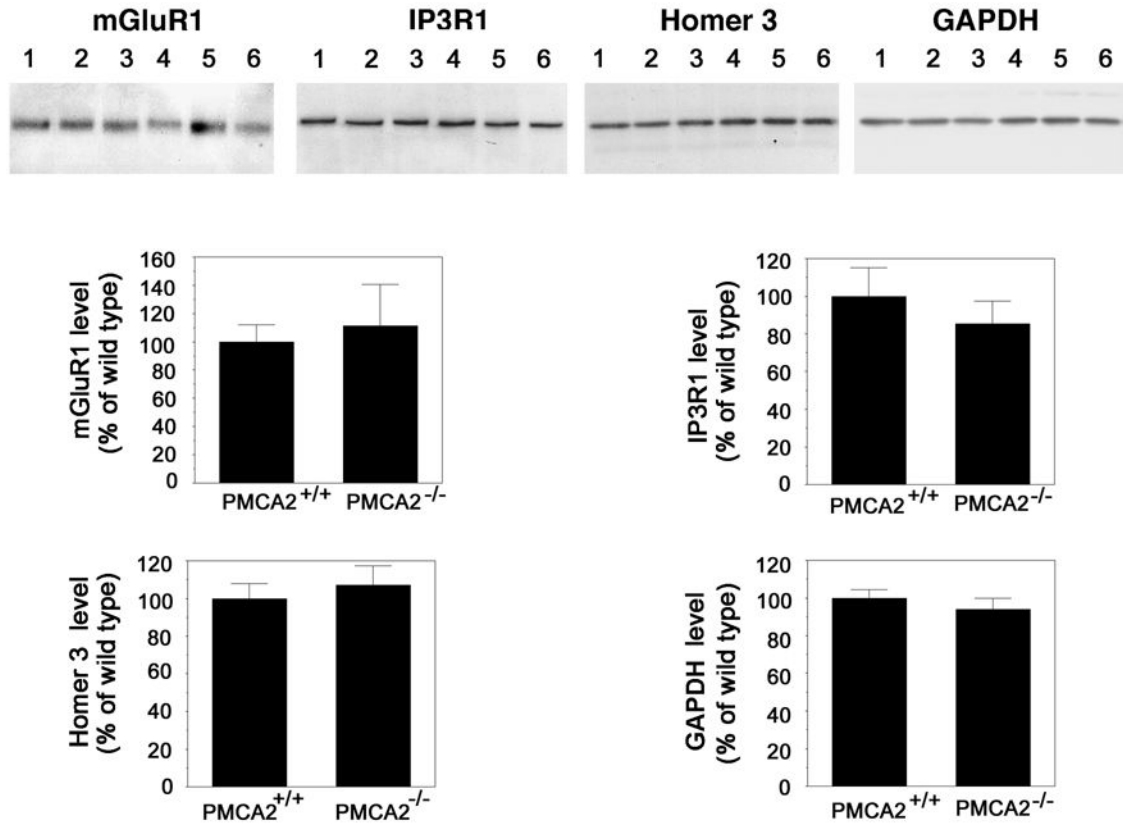 mGluR1 IP3R1 Homer 3 GAPDH
1 2 3 4 5 6 1 2 3 4 5 6 1 2 3 4 5 6 1 2 3 4 5 6
mGluR1 level
(% of wild type)
160
140
120
100
80
60
40
20
0
PMCA2+/+ PMCA2-/-
IP3R1 level
(% of wild type)
120
100
80
60
40
20
0
PMCA2+/+ PMCA2-/-
Homer 3 level
(% of wild type)
120
100
80
60
40
20
0
PMCA2+/+ PMCA2-/-
GAPDH level
(% of wild type)
120
100
80
60
40
20
0
PMCA2+/+ PMCA2-/-